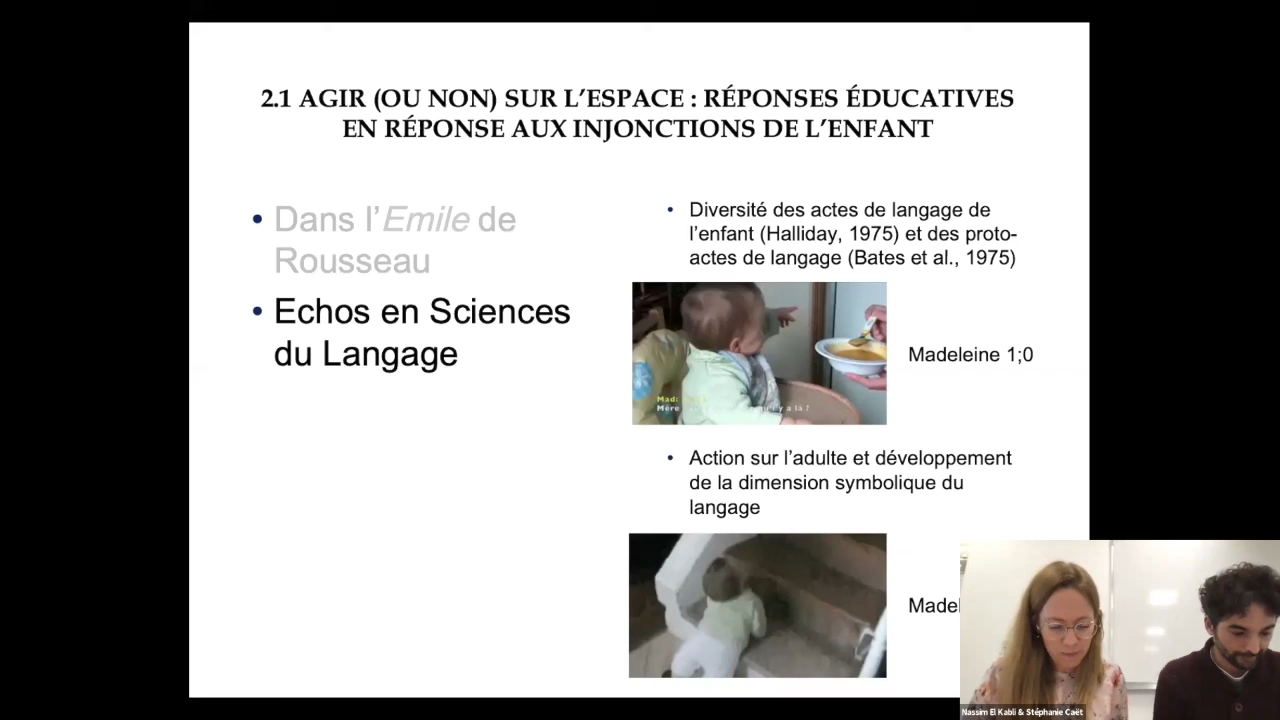 2.1 AGIR (OU NON) SUR L’ESPACE : RÉPONSES ÉDUCATIVES
EN RÉPONSE AUX INJONCTIONS DE L’ENFANT
• Dans l’Emile de
Rousseau
• Echos en Sciences
du Langage
• Diversité des actes de langage de
l’enfant (Halliday, 1975) et des proto-
actes de langage (Bates et al., 1975)
Mad:
Mère
y a là ?
Madeleine 1;0
• Action sur l’adulte et développement
de la dimension symbolique du
langage
Nassim El Kabli & Stéphanie Caët